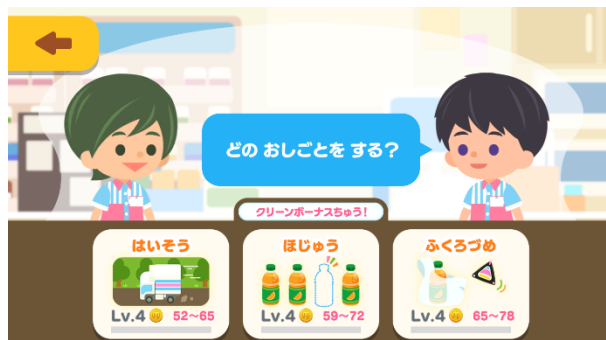 どの おしごとを する?
クリーンボーナスちゅう!
はいそう
Lv.4 52~65
ほじゅう
Lv.4 59~72
ふくろづめ
Lv.4 65~78